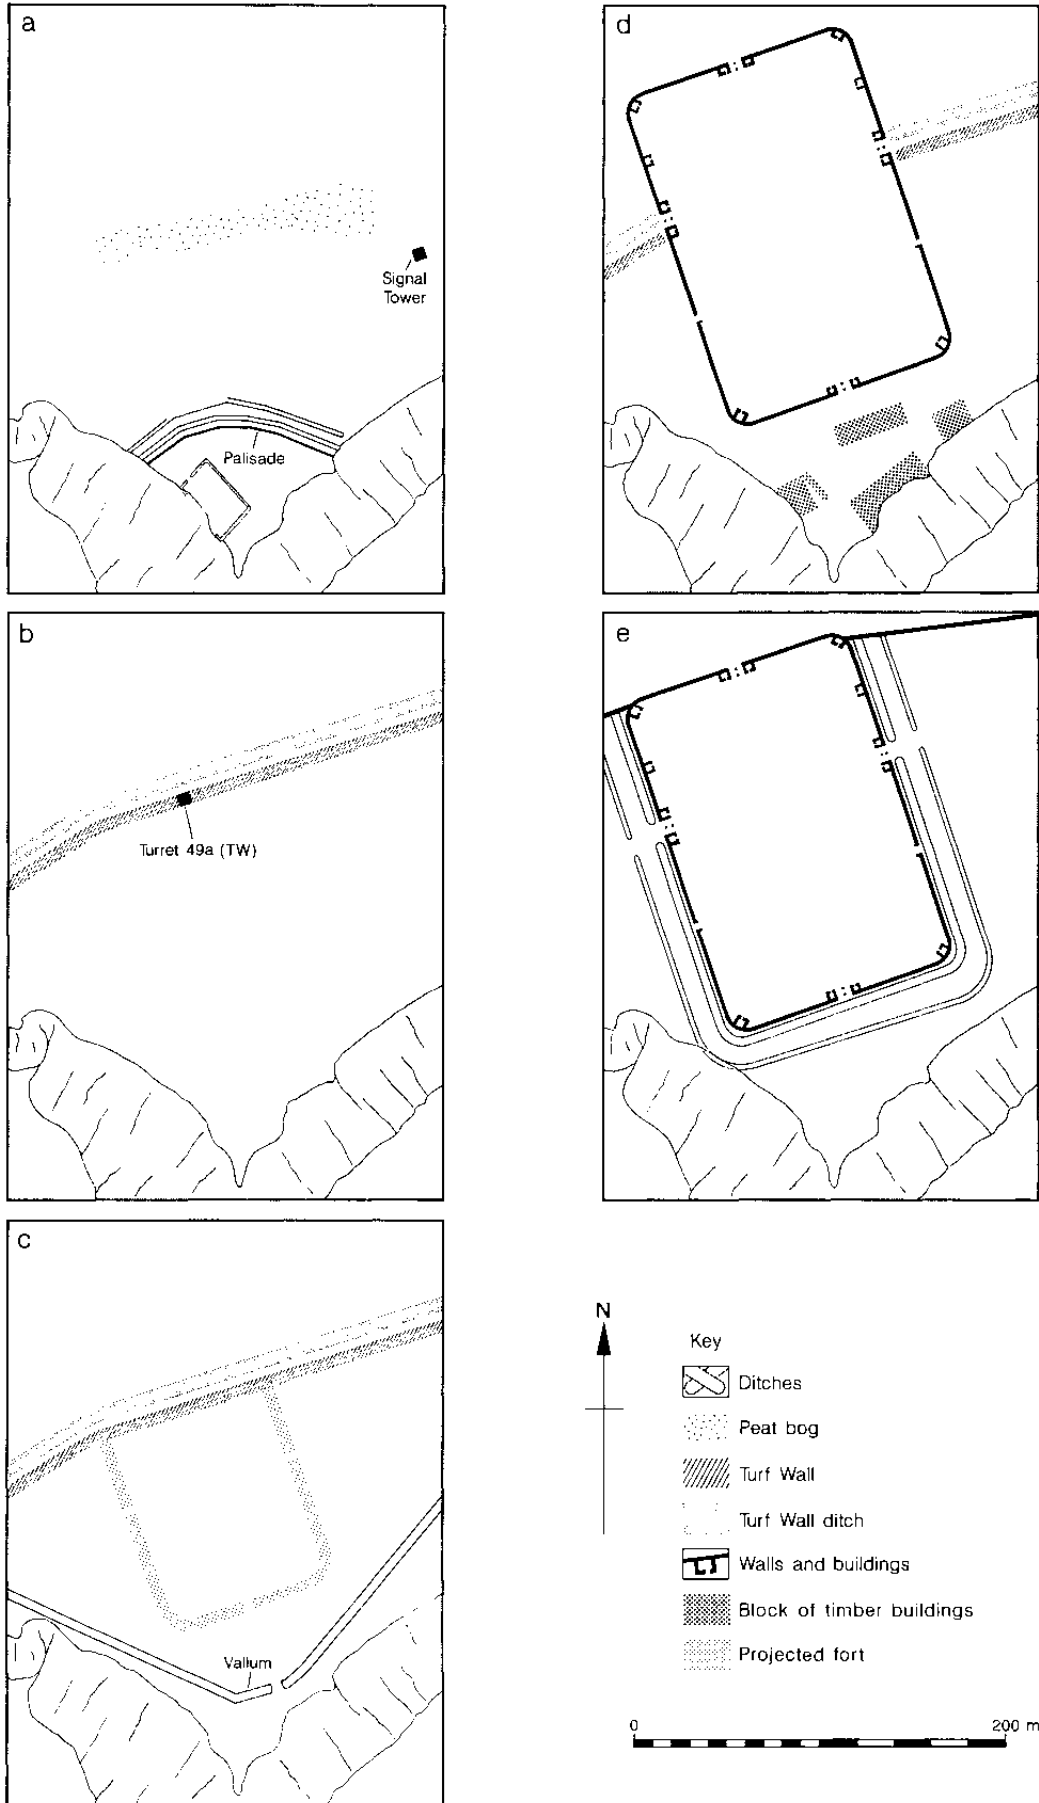 a
Signal
Tower
Palisade
b
Turret 49a (TW)
c
Vallum
d
e
N
Key
Ditches
Peat bog
Turf Wall
Turf Wall ditch
Walls and buildings
Block of timber buildings
Projected fort
0 200 m